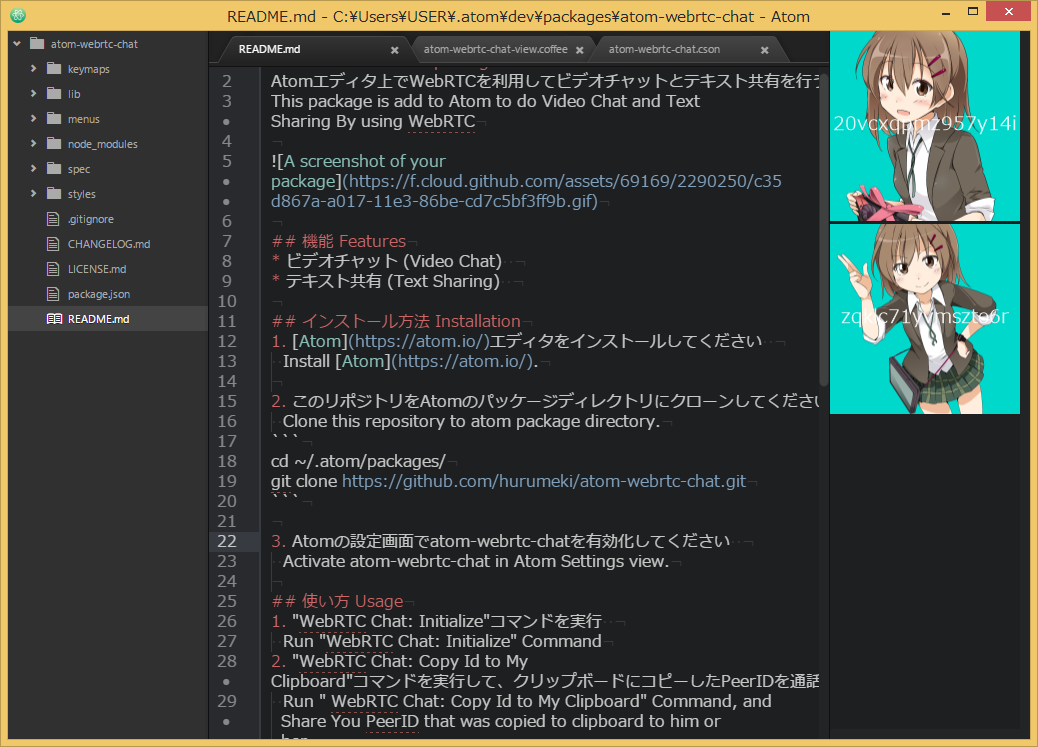 README.md - C:¥Users¥USER¥.atom¥dev¥packages¥atom-webrtc-chat - Atom
atom-webrtc-chat
keymaps
lib
menus
node_modules
spec
styles
.gitignore
CHANGELOG.md
LICENSE.md
package.json
README.md
README.md
atom-webrtc-chat-view.coffee
atom-webrtc-chat.cson
2 Atomエディタ上でWebRTCを利用してビデオチャットとテキスト共有を行
3 This package is add to Atom to do Video Chat and Text
• Sharing By using WebRTC
4
5 ![A screenshot of your
• package](https://f.cloud.github.com/assets/69169/2290250/c35
• d867a-a017-11e3-86be-cd7c5bf3ff9b.gif)
6
7 ## 機能 Features
8 * ビデオチャット (Video Chat)
9 * テキスト共有 (Text Sharing)
10
11 ## インストール方法 Installation
12 1. [Atom](https://atom.io/)エディタをインストールしてください
13 Install [Atom](https://atom.io/).
14
15 2. このリポジトリをAtomのパッケージディレクトリにクローンしてくださ
16 Clone this repository to atom package directory.
17 ```
18 cd ~/.atom/packages/
19 git clone https://github.com/hurumeki/atom-webrtc-chat.git
20 ```
21
22 3. Atomの設定画面でatom-webrtc-chatを有効化してください
23 Activate atom-webrtc-chat in Atom Settings view.
24
25 ## 使い方 Usage
26 1. "WebRTC Chat: Initialize"コマンドを実行
27 Run "WebRTC Chat: Initialize" Command
28 2. "WebRTC Chat: Copy Id to My
• Clipboard"コマンドを実行して、クリップボードにコピーしたPeerIDを通話
29 Run " WebRTC Chat: Copy Id to My Clipboard" Command, and
• Share You PeerID that was copied to clipboard to him or